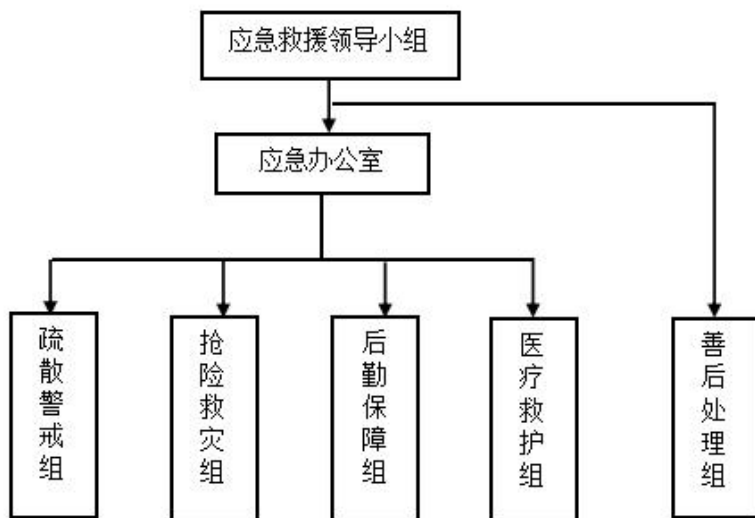 应急救援领导小组
应急办公室
疏散警戒组
抢险救灾组
后勤保障组
医疗救护组
善后处理组